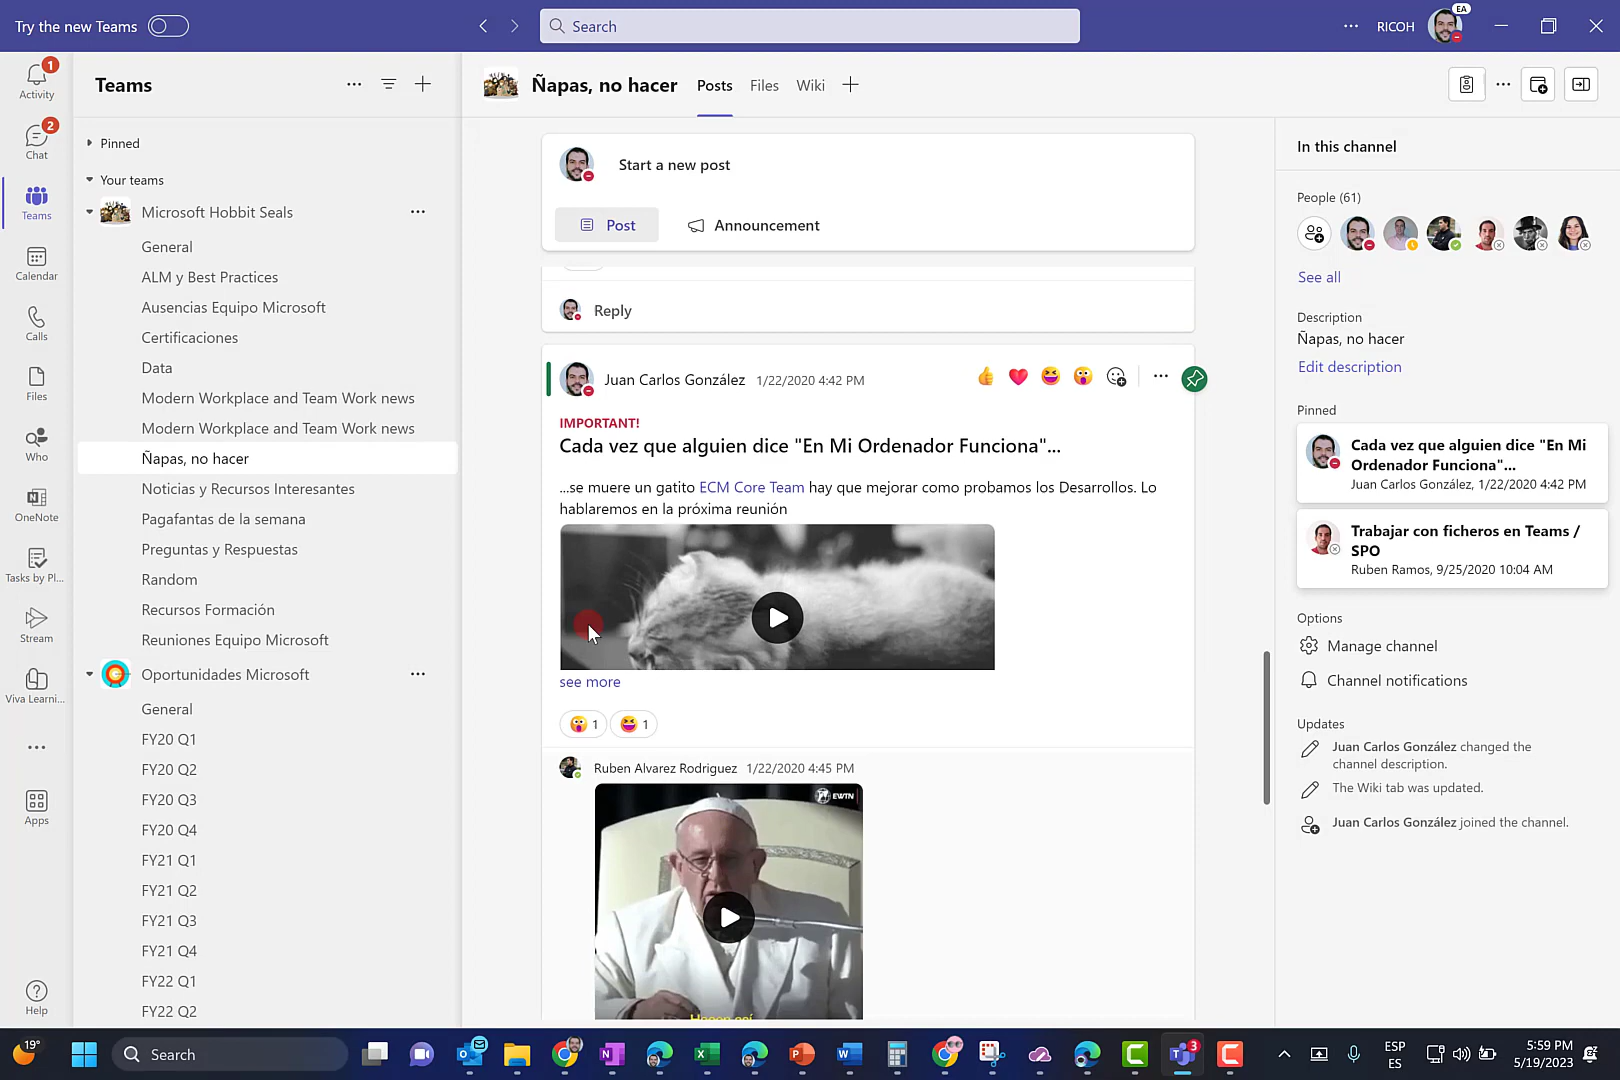 Try the new Teams
Search
RICOH
EA
Activity
1
Chat
2
Teams
Calendar
Calls
Files
Who
OneNote
Tasks by Pl...
Stream
Viva Learni...
Apps
Help
Teams
Pinned
Your teams
Microsoft Hobbit Seals
General
ALM y Best Practices
Ausencias Equipo Microsoft
Certificaciones
Data
Modern Workplace and Team Work news
Modern Workplace and Team Work news
Ñapas, no hacer
Noticias y Recursos Interesantes
Pagafantas de la semana
Preguntas y Respuestas
Random
Recursos Formación
Reuniones Equipo Microsoft
Oportunidades Microsoft
General
FY20 Q1
FY20 Q2
FY20 Q3
FY20 Q4
FY21 Q1
FY21 Q2
FY21 Q3
FY21 Q4
FY22 Q1
FY22 Q2
Ñapas, no hacer
Posts
Files
Wiki
Start a new post
Post
Announcement
Reply
Juan Carlos González 1/22/2020 4:42 PM
IMPORTANT!
Cada vez que alguien dice "En Mi Ordenador Funciona"...
...se muere un gatito ECM Core Team hay que mejorar como probamos los Desarrollos. Lo
hablaremos en la próxima reunión
see more
1
1
Ruben Alvarez Rodriguez 1/22/2020 4:45 PM
EWTN
In this channel
People (61)
See all
Description
Ñapas, no hacer
Edit description
Pinned
Cada vez que alguien dice "En Mi
Ordenador Funciona"...
Juan Carlos González, 1/22/2020 4:42 PM
Trabajar con ficheros en Teams /
SPO
Ruben Ramos, 9/25/2020 10:04 AM
Options
Manage channel
Channel notifications
Updates
Juan Carlos González changed the
channel description.
The Wiki tab was updated.
Juan Carlos González joined the channel.
19°
Search
3
ESP
ES
5:59 PM
5/19/2023